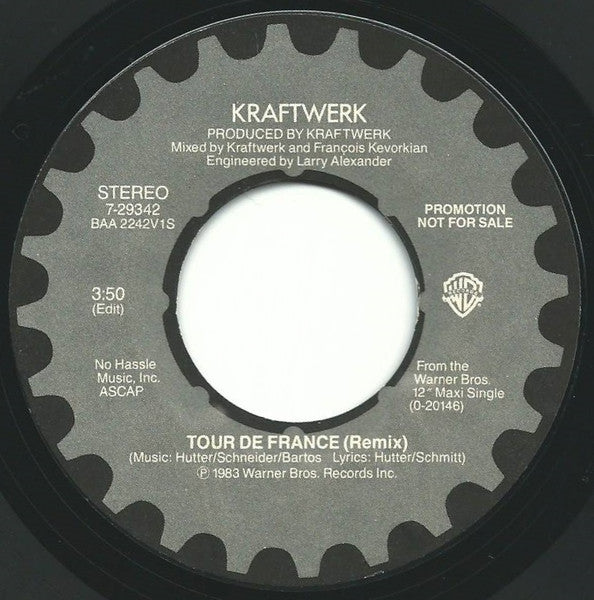 KRAFTWERK
PRODUCED BY KRAFTWERK
Mixed by Kraftwerk and François Kevorkian
Engineered by Larry Alexander
STEREO
7-29342
BAA 2242V1S
PROMOTION
NOT FOR SALE
3:50
(Edit)
No Hassle
Music, Inc.
ASCAP
From the
Warner Bros.
12" Maxi Single
(0-20146)
TOUR DE FRANCE (Remix)
(Music: Hutter/Schneider/Bartos Lyrics: Hutter/Schmitt)
℗ 1983 Warner Bros. Records Inc.